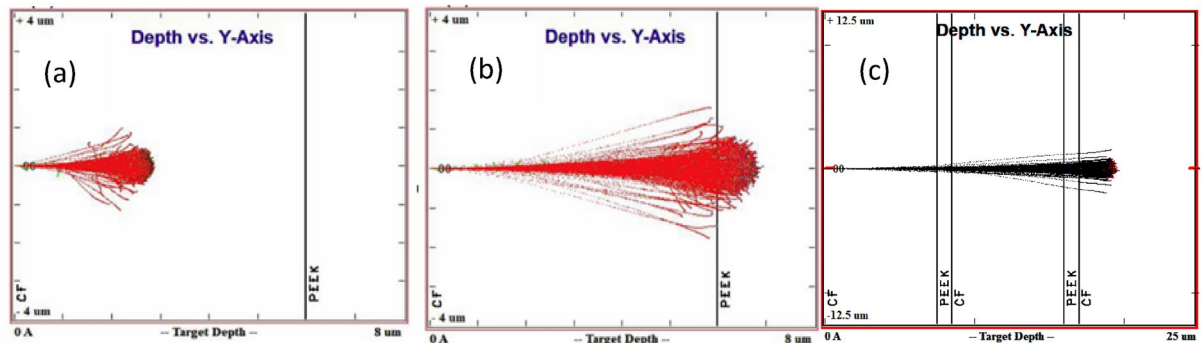 + 4 um
Depth vs. Y-Axis
(a)
00
CF
PEEK
- 4 um
0 A
-- Target Depth --
8 um
+ 4 um
Depth vs. Y-Axis
(b)
00
CF
PEEK
- 4 um
0 A
-- Target Depth --
8 um
+ 12.5 um
Depth vs. Y-Axis
(c)
00
PEEK
CF
PEEK
CF
-12.5 um
0 A
-- Target Depth --
25 um